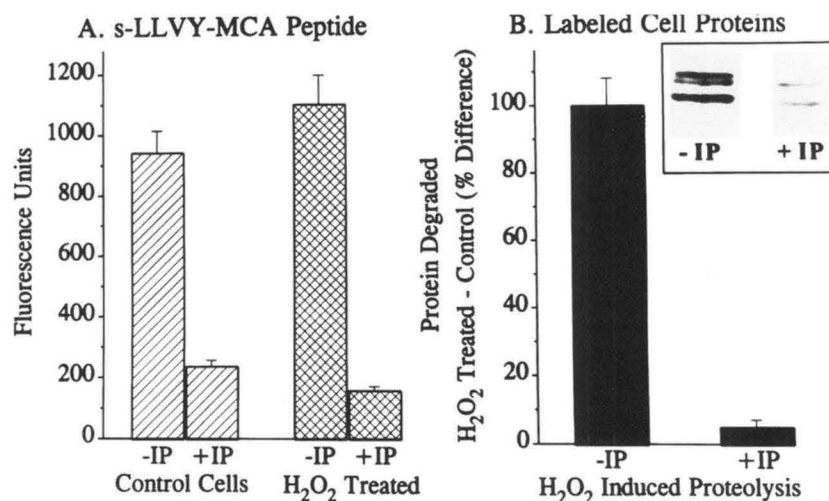 A. s-LLVY-MCA Peptide
Fluorescence Units
1200
1000
800
600
400
200
0
-IP +IP -IP +IP
Control Cells H₂O₂ Treated
B. Labeled Cell Proteins
Protein Degraded
H₂O₂ Treated - Control (% Difference)
100
80
60
40
20
0
- IP + IP
-IP +IP
H₂O₂ Induced Proteolysis